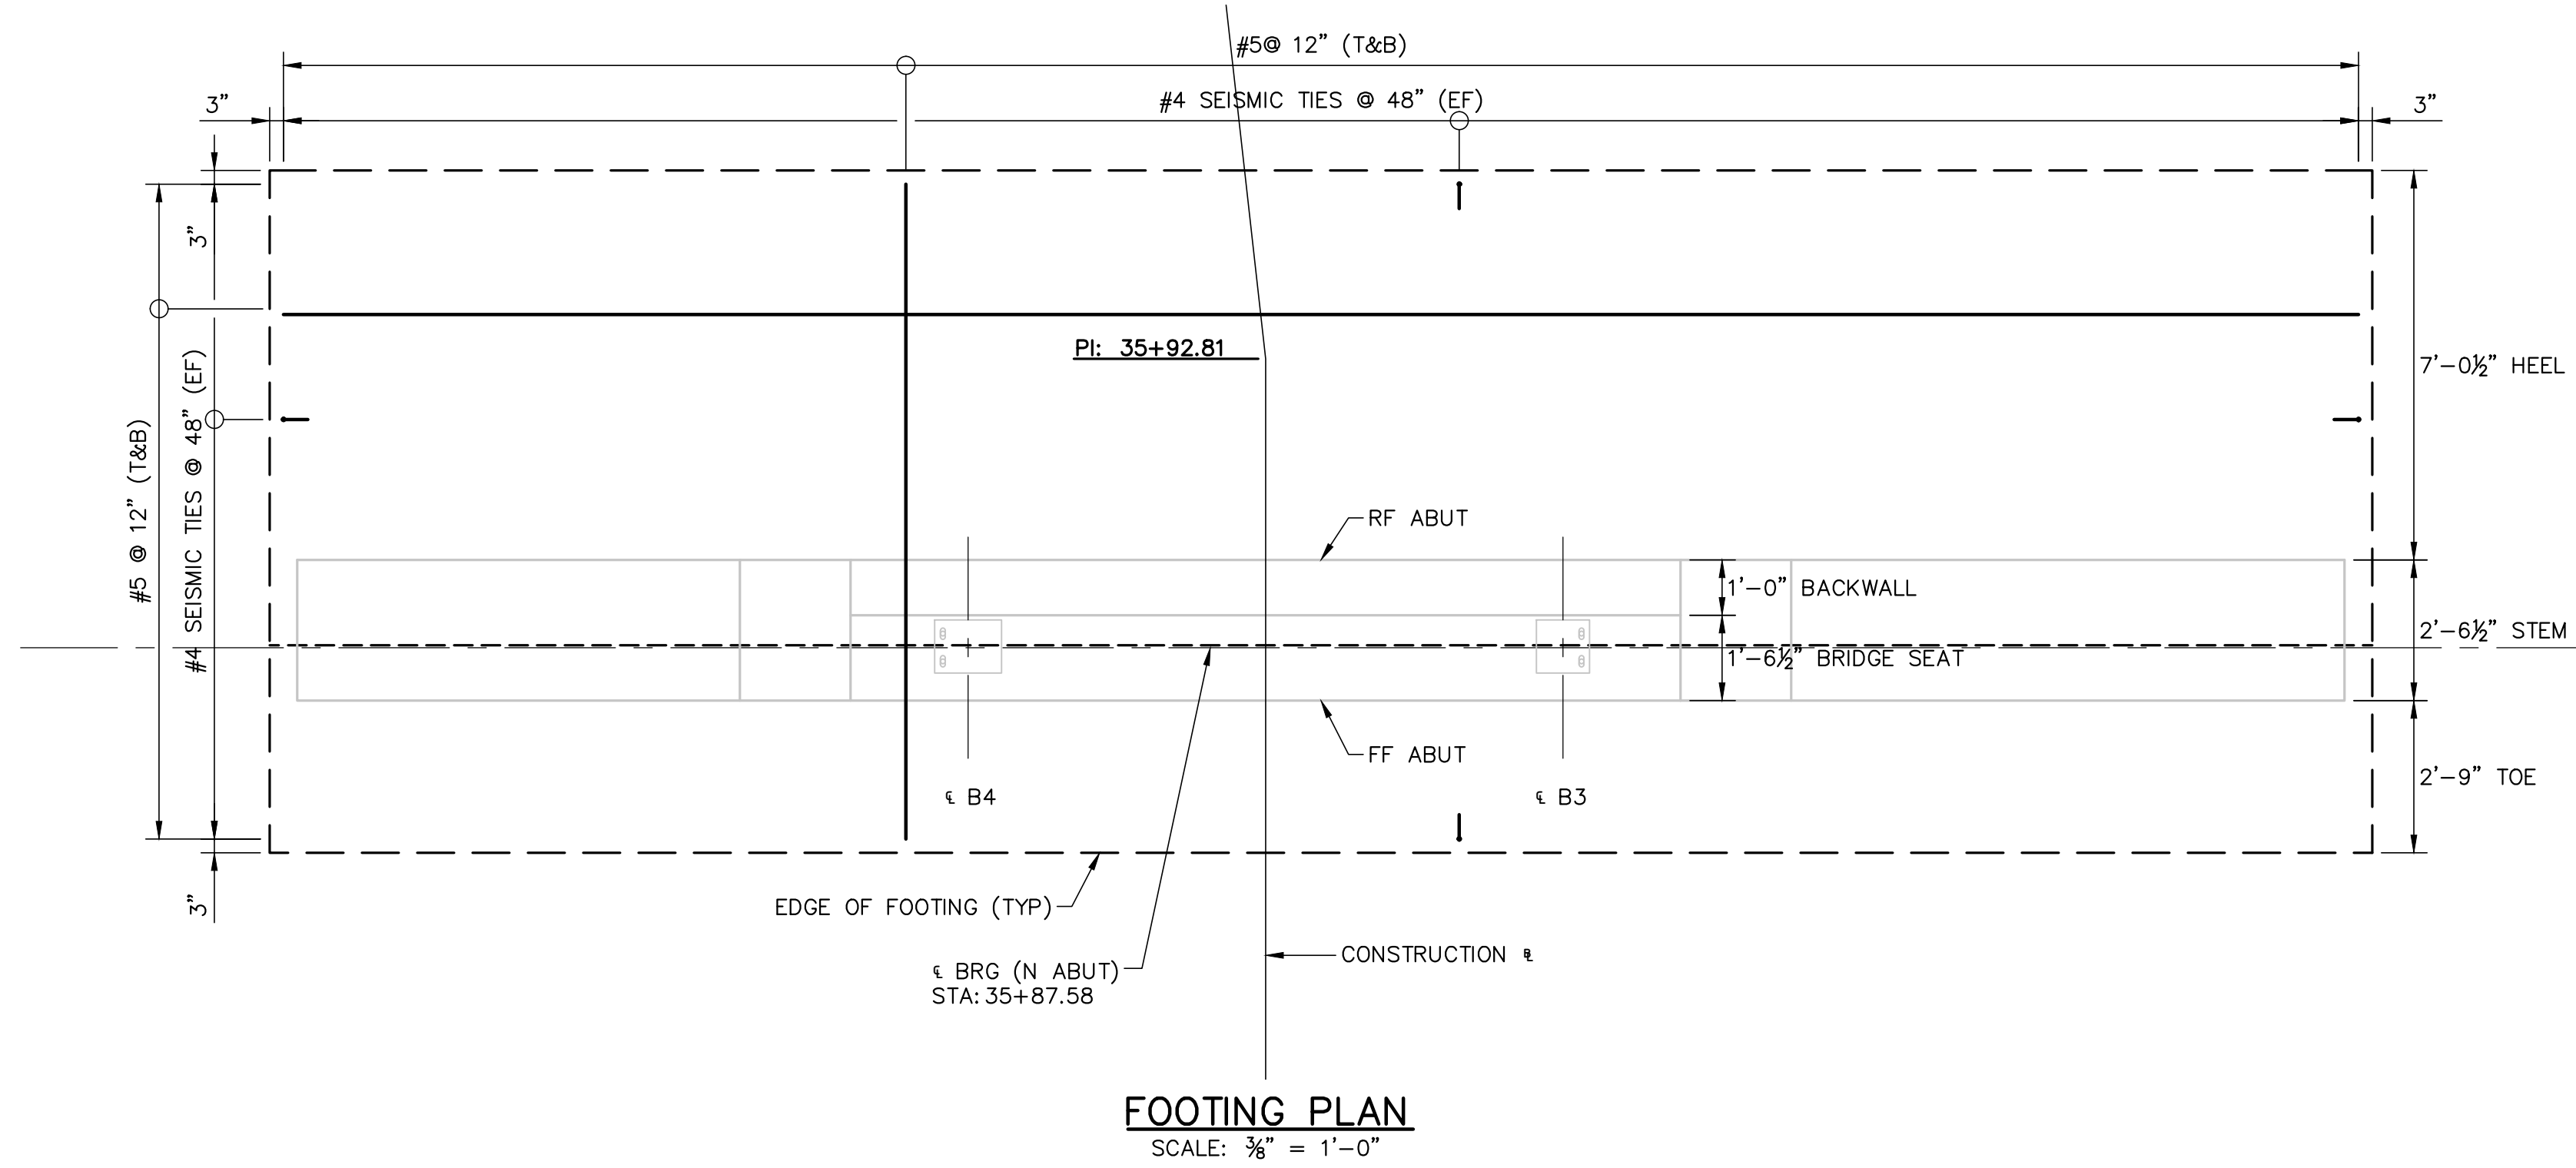 #5@ 12" (T&B)
#4 SEISMIC TIES @ 48" (EF)
3"
3"
3"
#5 @ 12" (T&B)
#4 SEISMIC TIES @ 48" (EF)
PI: 35+92.81
7'-0½" HEEL
RF ABUT
1'-0" BACKWALL
2'-6½" STEM
1'-6½" BRIDGE SEAT
FF ABUT
2'-9" TOE
℄ B4
℄ B3
3"
EDGE OF FOOTING (TYP)
℄ BRG (N ABUT)
STA: 35+87.58
CONSTRUCTION BL
FOOTING PLAN
SCALE: ⅜" = 1'-0"